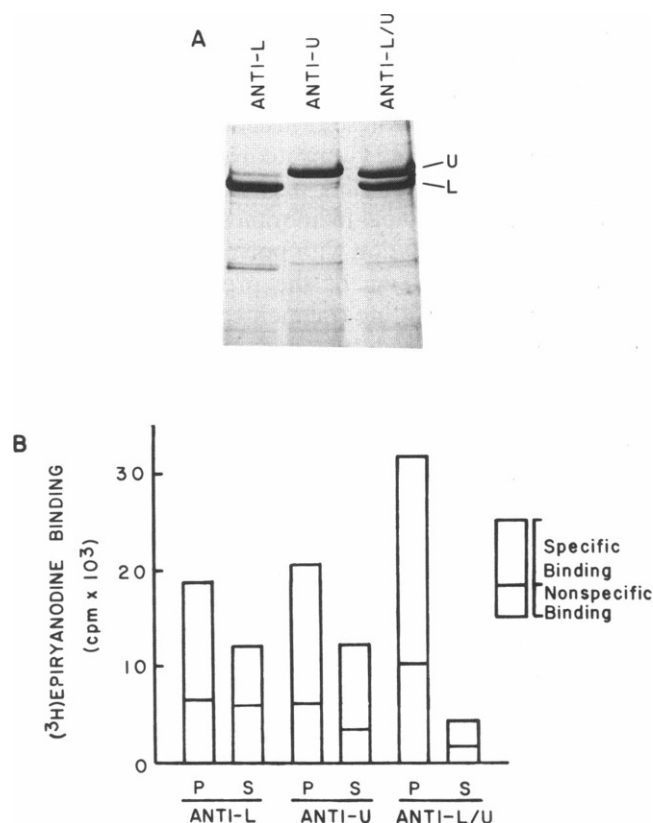 A
ANTI-L
ANTI-U
ANTI-L/U
U
L
B
(³H)EPIRYANODINE BINDING
(cpm x 10³)
30
20
10
0
P S P S P S
ANTI-L ANTI-U ANTI-L/U
Specific
Binding
Nonspecific
Binding